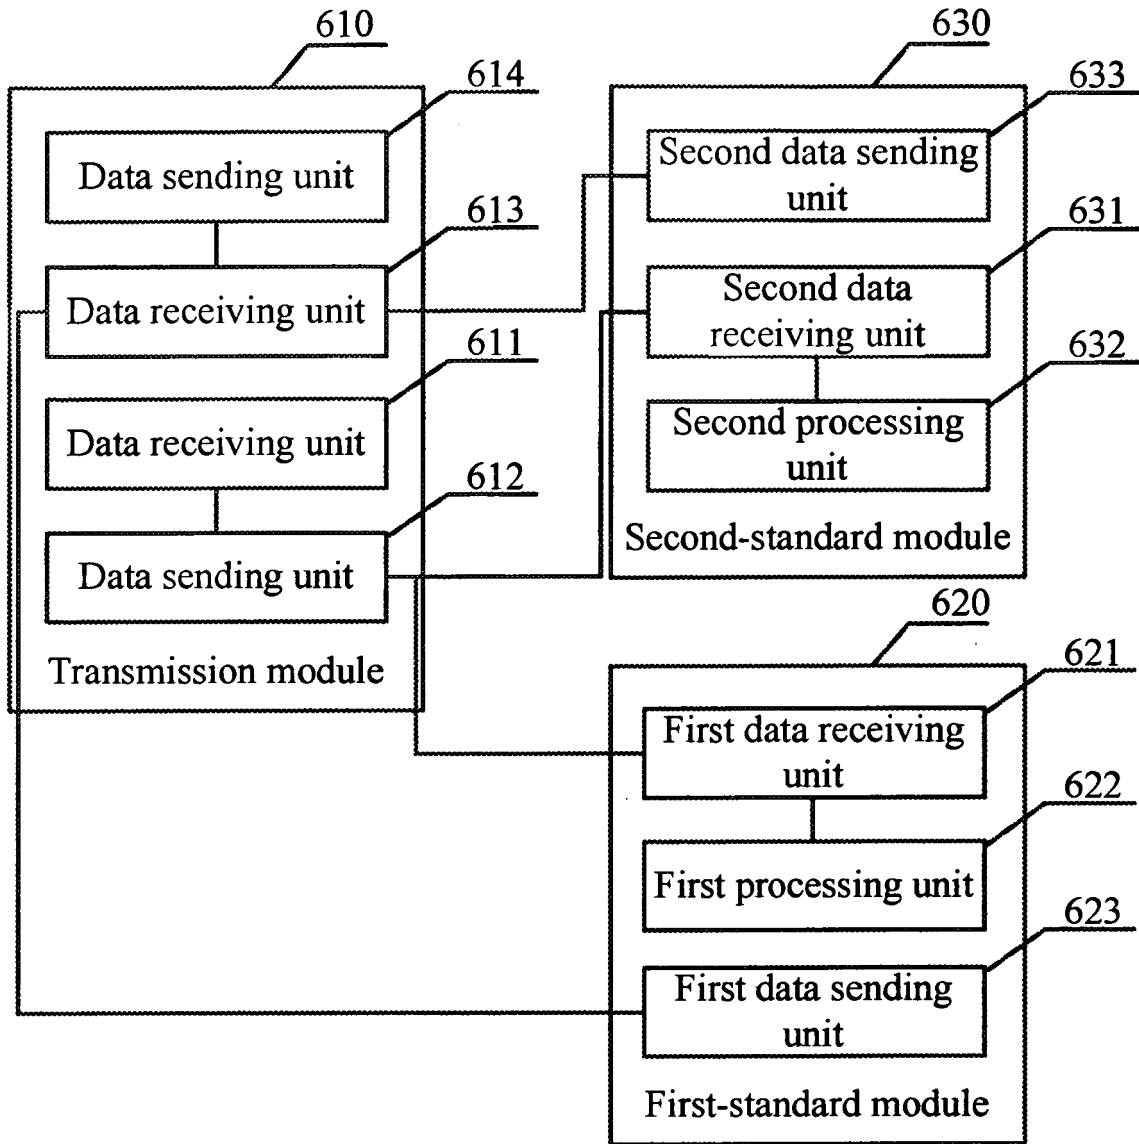 610
614
Data sending unit
613
Data receiving unit
611
Data receiving unit
612
Data sending unit
Transmission module
630
633
Second data sending
unit
631
Second data
receiving unit
632
Second processing
unit
Second-standard module
620
621
First data receiving
unit
622
First processing unit
623
First data sending
unit
First-standard module